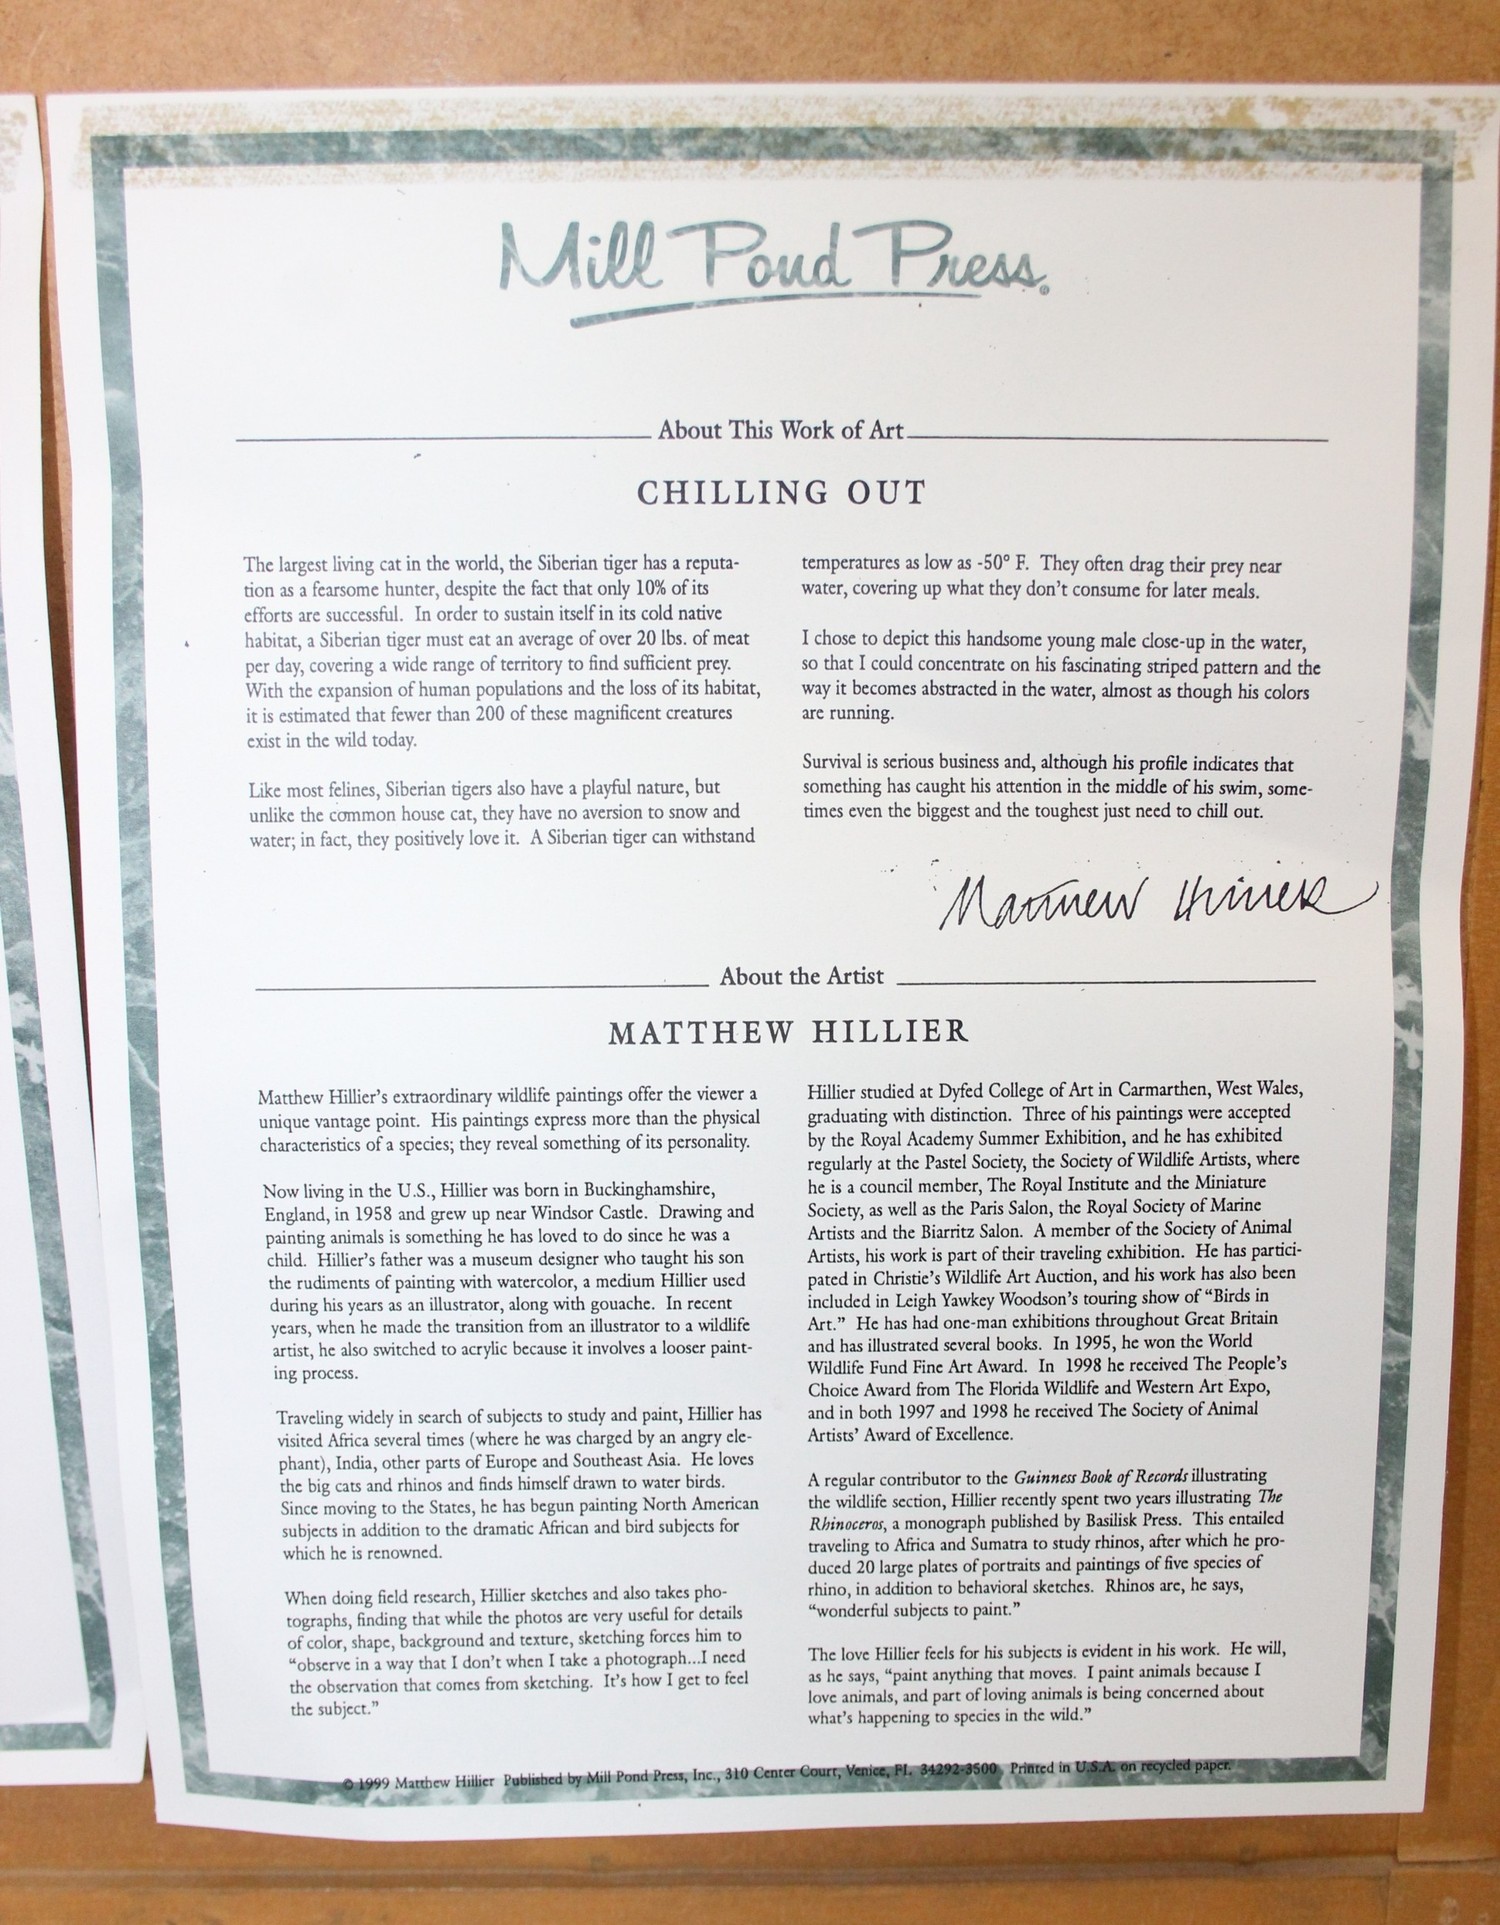 Mill Pond Press®
About This Work of Art
CHILLING OUT
The largest living cat in the world, the Siberian tiger has a reputa-
tion as a fearsome hunter, despite the fact that only 10% of its
efforts are successful. In order to sustain itself in its cold native
habitat, a Siberian tiger must eat an average of over 20 lbs. of meat
per day, covering a wide range of territory to find sufficient prey.
With the expansion of human populations and the loss of its habitat,
it is estimated that fewer than 200 of these magnificent creatures
exist in the wild today.
Like most felines, Siberian tigers also have a playful nature, but
unlike the common house cat, they have no aversion to snow and
water; in fact, they positively love it. A Siberian tiger can withstand
temperatures as low as -50° F. They often drag their prey near
water, covering up what they don't consume for later meals.
I chose to depict this handsome young male close-up in the water,
so that I could concentrate on his fascinating striped pattern and the
way it becomes abstracted in the water, almost as though his colors
are running.
Survival is serious business and, although his profile indicates that
something has caught his attention in the middle of his swim, some-
times even the biggest and the toughest just need to chill out.
Matthew Hillier
About the Artist
MATTHEW HILLIER
Matthew Hillier's extraordinary wildlife paintings offer the viewer a
unique vantage point. His paintings express more than the physical
characteristics of a species; they reveal something of its personality.
Now living in the U.S., Hillier was born in Buckinghamshire,
England, in 1958 and grew up near Windsor Castle. Drawing and
painting animals is something he has loved to do since he was a
child. Hillier's father was a museum designer who taught his son
the rudiments of painting with watercolor, a medium Hillier used
during his years as an illustrator, along with gouache. In recent
years, when he made the transition from an illustrator to a wildlife
artist, he also switched to acrylic because it involves a looser paint-
ing process.
Traveling widely in search of subjects to study and paint, Hillier has
visited Africa several times (where he was charged by an angry ele-
phant), India, other parts of Europe and Southeast Asia. He loves
the big cats and rhinos and finds himself drawn to water birds.
Since moving to the States, he has begun painting North American
subjects in addition to the dramatic African and bird subjects for
which he is renowned.
When doing field research, Hillier sketches and also takes pho-
tographs, finding that while the photos are very useful for details
of color, shape, background and texture, sketching forces him to
"observe in a way that I don't when I take a photograph...I need
the observation that comes from sketching. It's how I get to feel
the subject."
Hillier studied at Dyfed College of Art in Carmarthen, West Wales,
graduating with distinction. Three of his paintings were accepted
by the Royal Academy Summer Exhibition, and he has exhibited
regularly at the Pastel Society, the Society of Wildlife Artists, where
he is a council member, The Royal Institute and the Miniature
Society, as well as the Paris Salon, the Royal Society of Marine
Artists and the Biarritz Salon. A member of the Society of Animal
Artists, his work is part of their traveling exhibition. He has partici-
pated in Christie's Wildlife Art Auction, and his work has also been
included in Leigh Yawkey Woodson's touring show of "Birds in
Art." He has had one-man exhibitions throughout Great Britain
and has illustrated several books. In 1995, he won the World
Wildlife Fund Fine Art Award. In 1998 he received The People's
Choice Award from The Florida Wildlife and Western Art Expo,
and in both 1997 and 1998 he received The Society of Animal
Artists' Award of Excellence.
A regular contributor to the Guinness Book of Records illustrating
the wildlife section, Hillier recently spent two years illustrating The
Rhinoceros, a monograph published by Basilisk Press. This entailed
traveling to Africa and Sumatra to study rhinos, after which he pro-
duced 20 large plates of portraits and paintings of five species of
rhino, in addition to behavioral sketches. Rhinos are, he says,
"wonderful subjects to paint."
The love Hillier feels for his subjects is evident in his work. He will,
as he says, "paint anything that moves. I paint animals because I
love animals, and part of loving animals is being concerned about
what's happening to species in the wild."
© 1999 Matthew Hillier Published by Mill Pond Press, Inc., 310 Center Court, Venice, FL 34292-3500 Printed in U.S.A. on recycled paper.